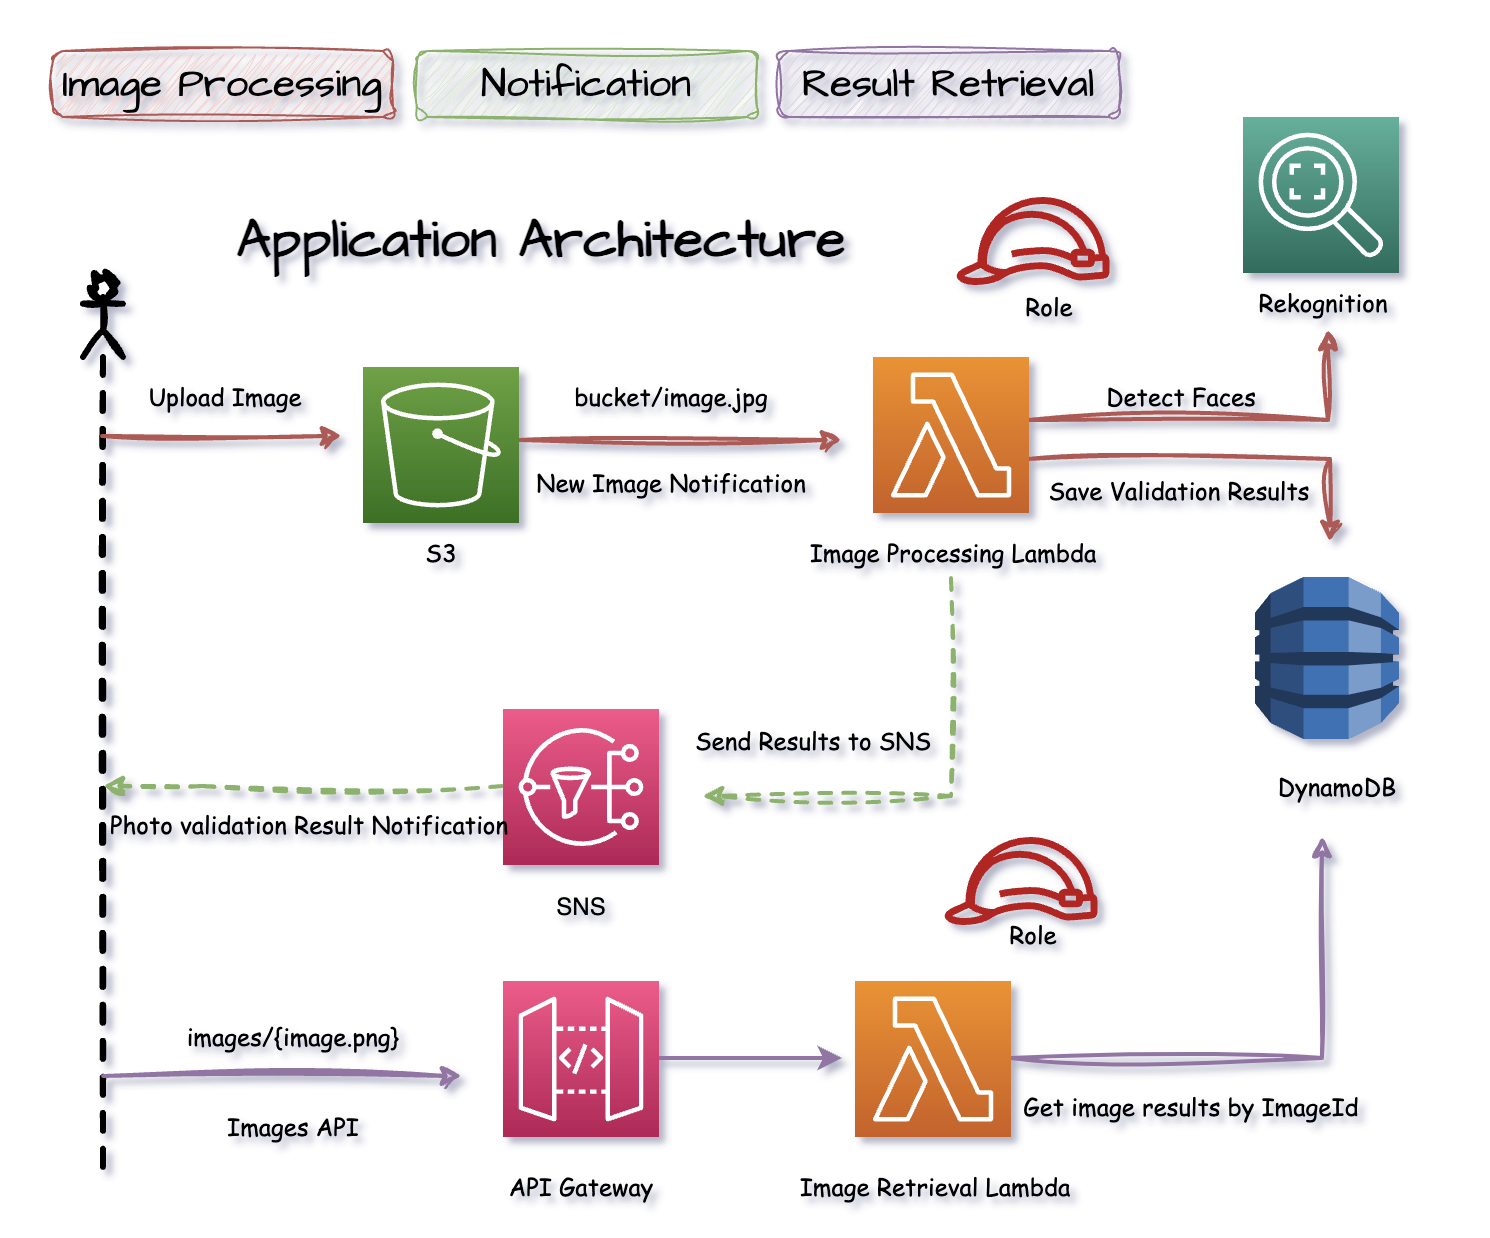 Image Processing
Notification
Result Retrieval
Application Architecture
Role
Rekognition
Upload Image
bucket/image.jpg
Detect Faces
New Image Notification
Save Validation Results
S3
Image Processing Lambda
Send Results to SNS
DynamoDB
Photo validation Result Notification
SNS
Role
images/{image.png}
Images API
Get image results by ImageId
API Gateway
Image Retrieval Lambda